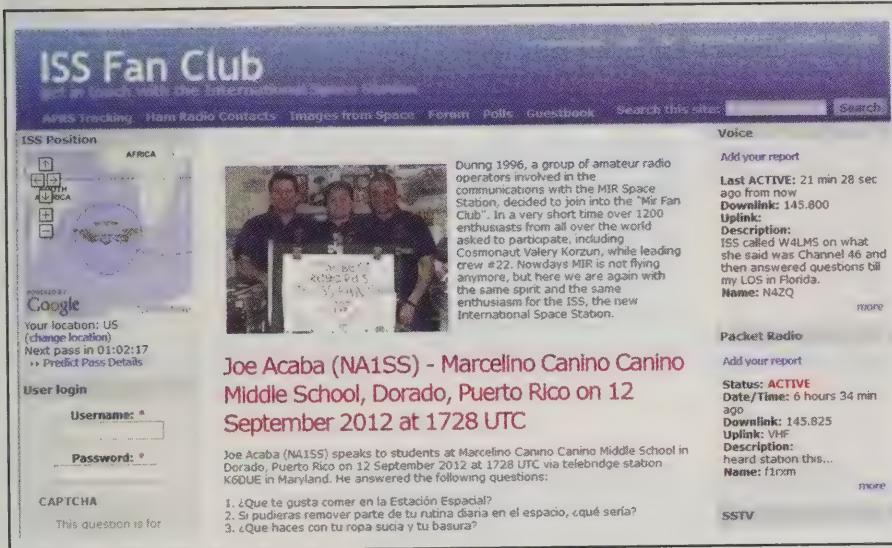 ISS Fan Club
get in touch with the International Space Station
APRS Tracking Ham Radio Contacts Images from Space Forum Polls Guestbook Search this site: Search
ISS Position
AFRICA
SOUTH
AMERICA
POWERED BY
Google
Your location: US
(change location)
Next pass in 01:02:17
›› Predict Pass Details
User login
Username: *
Password: *
CAPTCHA
This question is for
During 1996, a group of amateur radio
operators involved in the
communications with the MIR Space
Station, decided to join into the "Mir Fan
Club". In a very short time over 1200
enthusiasts from all over the world
asked to participate, including
Cosmonaut Valery Korzun, while leading
crew #22. Nowdays MIR is not flying
anymore, but here we are again with
the same spirit and the same
enthusiasm for the ISS, the new
International Space Station.
Joe Acaba (NA1SS) - Marcelino Canino Canino
Middle School, Dorado, Puerto Rico on 12
September 2012 at 1728 UTC
Joe Acaba (NA1SS) speaks to students at Marcelino Canino Canino Middle School in
Dorado, Puerto Rico on 12 September 2012 at 1728 UTC via telebridge station
K6DUE in Maryland. He answered the following questions:
1. ¿Que te gusta comer en la Estación Espacial?
2. Si pudieras remover parte de tu rutina diaria en el espacio, ¿qué sería?
3. ¿Que haces con tu ropa sucia y tu basura?
Voice
Add your report
Last ACTIVE: 21 min 28 sec
ago from now
Downlink: 145.800
Uplink:
Description:
ISS called W4LMS on what
she said was Channel 46 and
then answered questions till
my LOS in Florida.
Name: N4ZQ
more
Packet Radio
Add your report
Status: ACTIVE
Date/Time: 6 hours 34 min
ago
Downlink: 145.825
Uplink: VHF
Description:
heard station this...
Name: f1rxm
more
SSTV